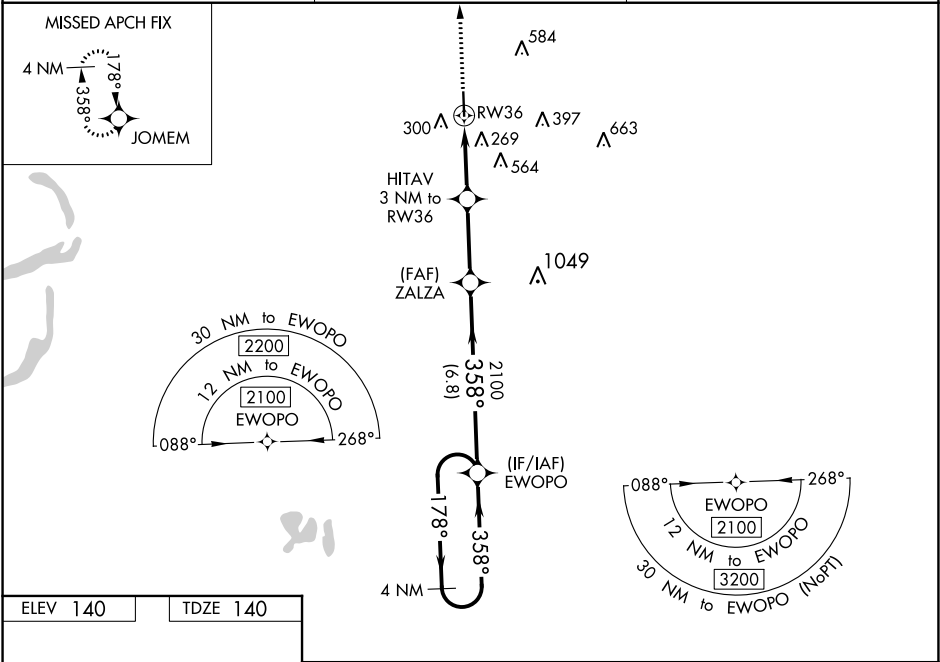 MISSED APCH FIX
4 NM
178°
358°
JOMEM
584
300
RW36
397
269
663
564
HITAV
3 NM to
RW36
(FAF)
ZALZA
1049
2100
358°
(6.8)
30 NM to EWOPO
2200
12 NM to EWOPO
2100
EWOPO
088°
268°
(IF/IAF)
EWOPO
178°
358°
4 NM
088°
268°
EWOPO
2100
12 NM to EWOPO
3200
30 NM to EWOPO (NoPT)
ELEV 140
TDZE 140